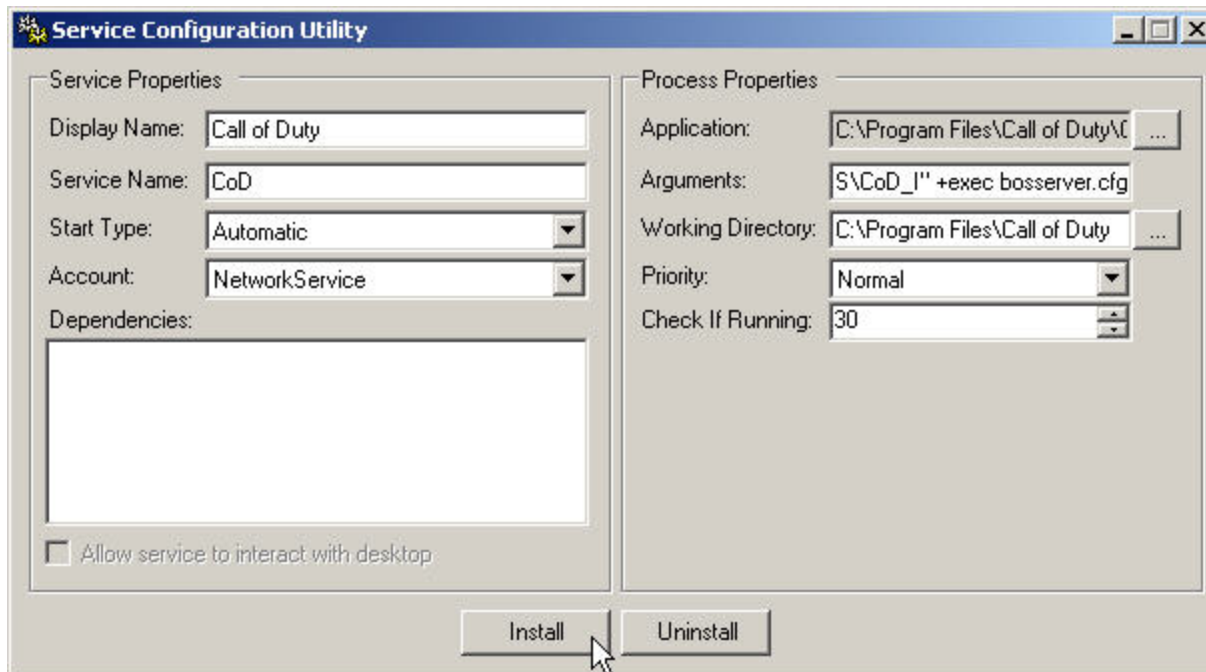 Service Configuration Utility
Service Properties
Display Name: Call of Duty
Service Name: CoD
Start Type: Automatic
Account: NetworkService
Dependencies:
Allow service to interact with desktop
Process Properties
Application: C:\Program Files\Call of Duty\ ...
Arguments: S\CoD_I" +exec bosserver.cfg
Working Directory: C:\Program Files\Call of Duty ...
Priority: Normal
Check If Running: 30
Install Uninstall